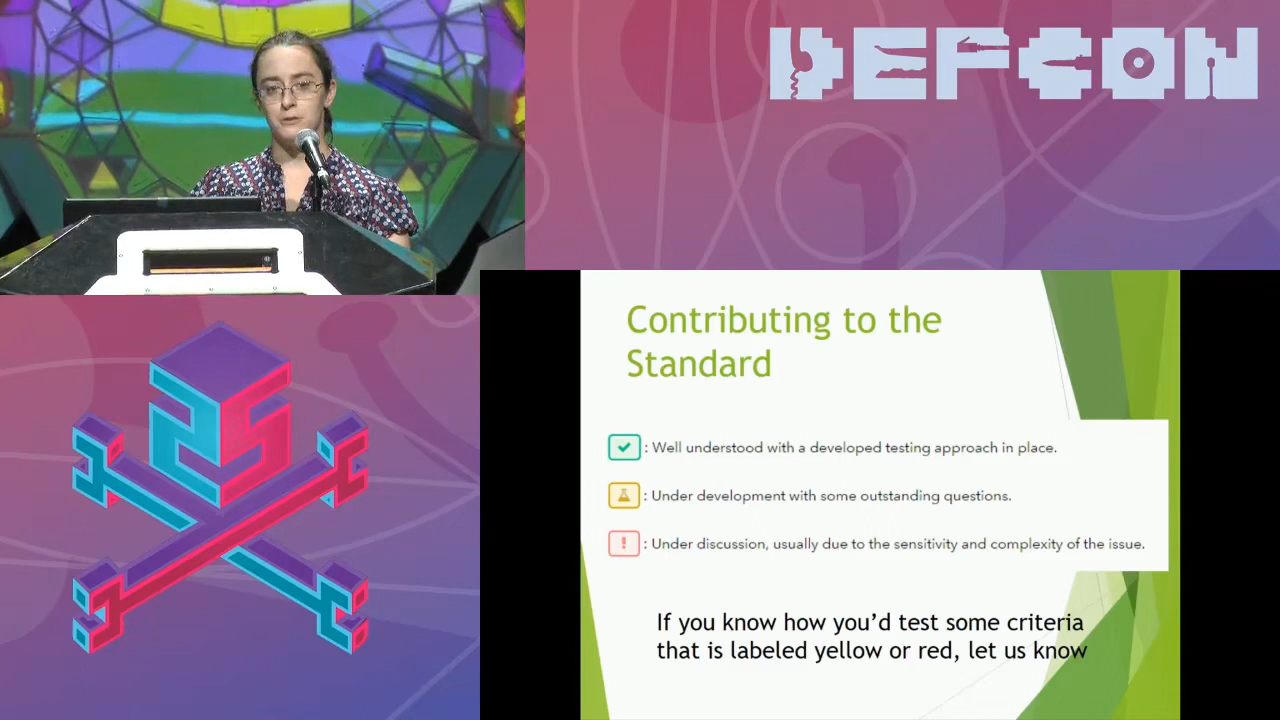 DEFCON
Contributing to the
Standard
: Well understood with a developed testing approach in place.
: Under development with some outstanding questions.
! : Under discussion, usually due to the sensitivity and complexity of the issue.
If you know how you'd test some criteria
that is labeled yellow or red, let us know